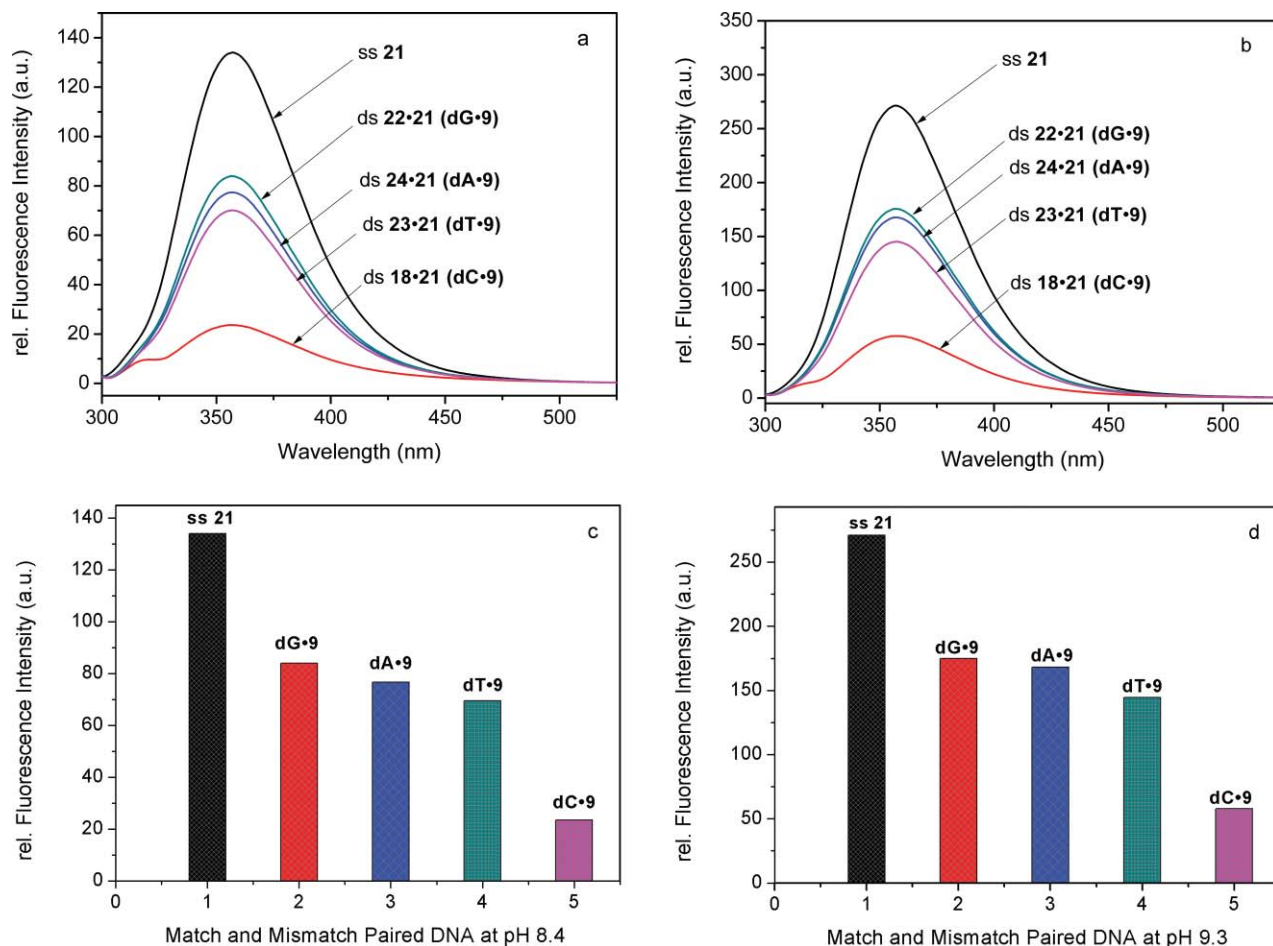 a
rel. Fluorescence Intensity (a.u.)
140
120
100
80
60
40
20
0
ss 21
ds 22•21 (dG•9)
ds 24•21 (dA•9)
ds 23•21 (dT•9)
ds 18•21 (dC•9)
300 350 400 450 500
Wavelength (nm)
b
rel. Fluorescence Intensity (a.u.)
350
300
250
200
150
100
50
0
ss 21
ds 22•21 (dG•9)
ds 24•21 (dA•9)
ds 23•21 (dT•9)
ds 18•21 (dC•9)
300 350 400 450 500
Wavelength (nm)
c
rel. Fluorescence Intensity (a.u.)
140
120
100
80
60
40
20
0
ss 21
dG•9
dA•9
dT•9
dC•9
0 1 2 3 4 5
Match and Mismatch Paired DNA at pH 8.4
d
rel. Fluorescence Intensity (a.u.)
250
200
250
150
100
50
0
ss 21
dG•9
dA•9
dT•9
dC•9
0 1 2 3 4 5
Match and Mismatch Paired DNA at pH 9.3